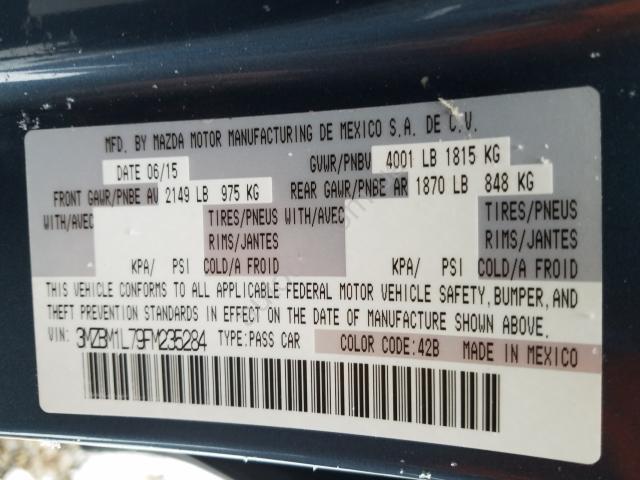 MFD. BY MAZDA MOTOR MANUFACTURING DE MEXICO S.A. DE C.V.
DATE 06/15 GVWR/PNBV 4001 LB 1815 KG
FRONT GAWR/PNBE AV 2149 LB 975 KG REAR GAWR/PNBE AR 1870 LB 848 KG
WITH/AVEC TIRES/PNEUS WITH/AVEC TIRES/PNEUS
RIMS/JANTES RIMS/JANTES
KPA/ PSI COLD/A FROID KPA/ PSI COLD/A FROID
THIS VEHICLE CONFORMS TO ALL APPLICABLE FEDERAL MOTOR VEHICLE SAFETY, BUMPER, AND
THEFT PREVENTION STANDARDS IN EFFECT ON THE DATE OF MANUFACTURE SHOWN ABOVE.
VIN: 3MZBM1L79FM235284 TYPE: PASS CAR COLOR CODE: 42B MADE IN MEXICO